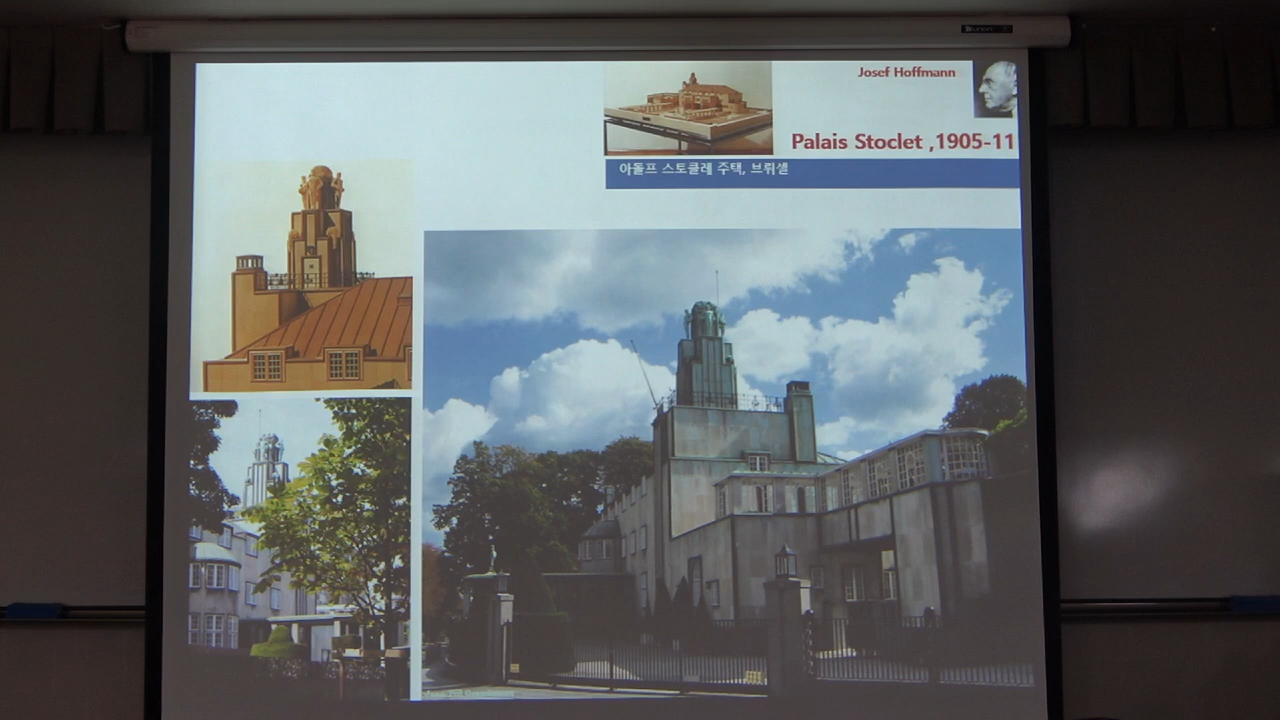 Josef Hoffmann
Palais Stoclet ,1905-11
아돌프 스토클레 주택, 브뤼셀